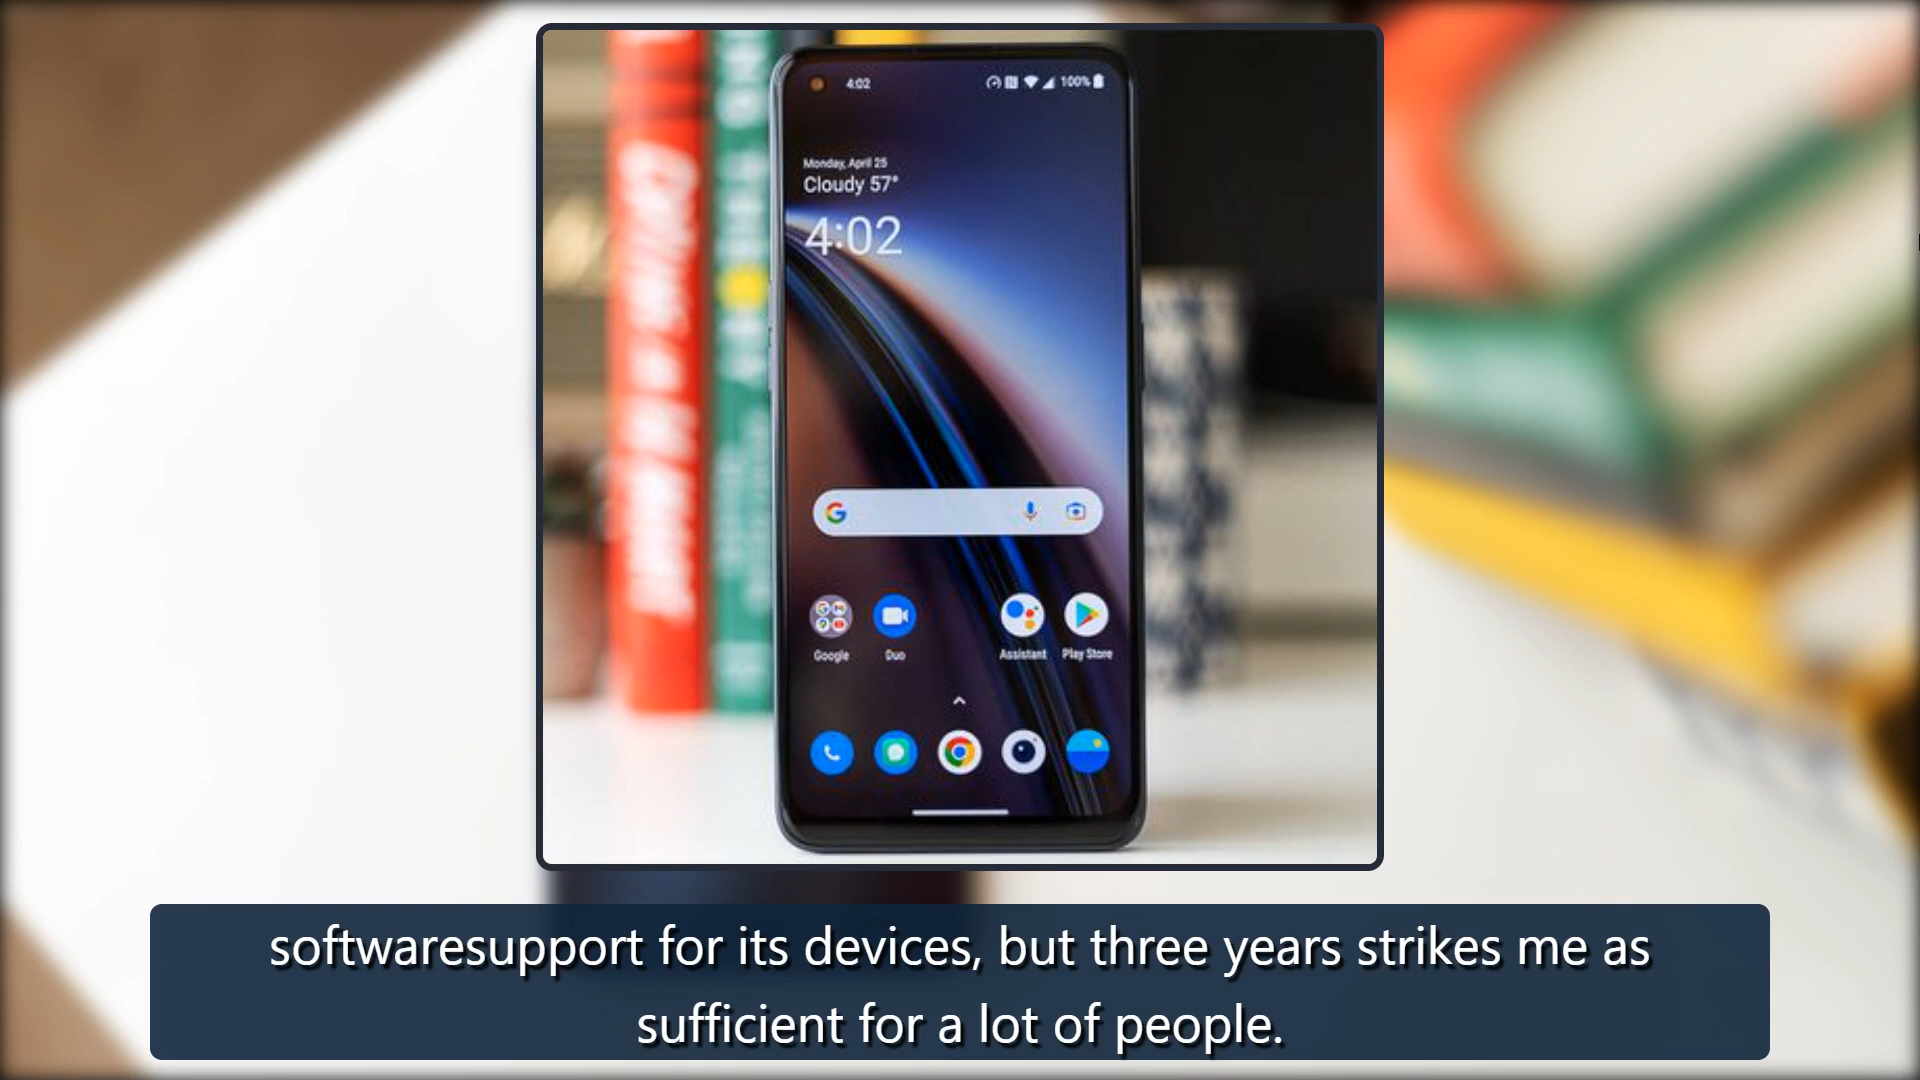 4:02
100%
Monday, April 25
Cloudy 57°
4:02
Google
Duo
Assistant
Play Store
softwaresupport for its devices, but three years strikes me as
sufficient for a lot of people.